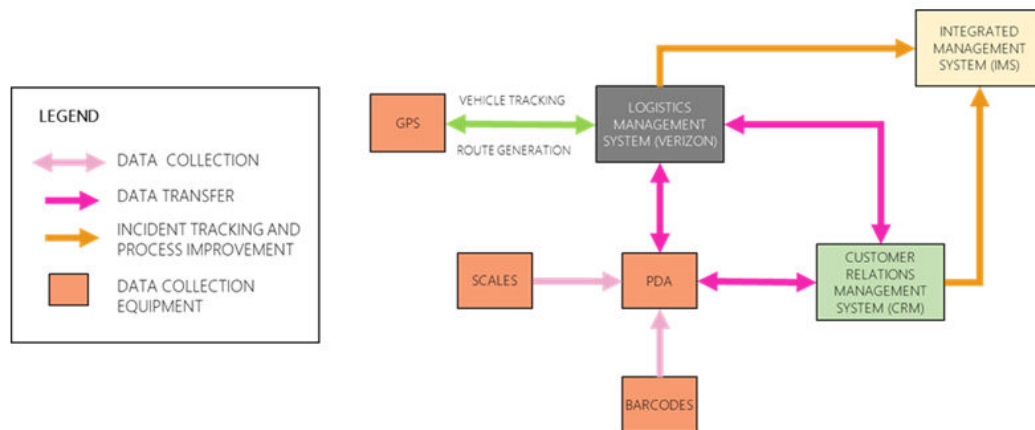 LEGEND
DATA COLLECTION
DATA TRANSFER
INCIDENT TRACKING AND
PROCESS IMPROVEMENT
DATA COLLECTION
EQUIPMENT
GPS
VEHICLE TRACKING
ROUTE GENERATION
LOGISTICS
MANAGEMENT
SYSTEM (VERIZON)
INTEGRATED
MANAGEMENT
SYSTEM (IMS)
SCALES
PDA
CUSTOMER
RELATIONS
MANAGEMENT
SYSTEM (CRM)
BARCODES